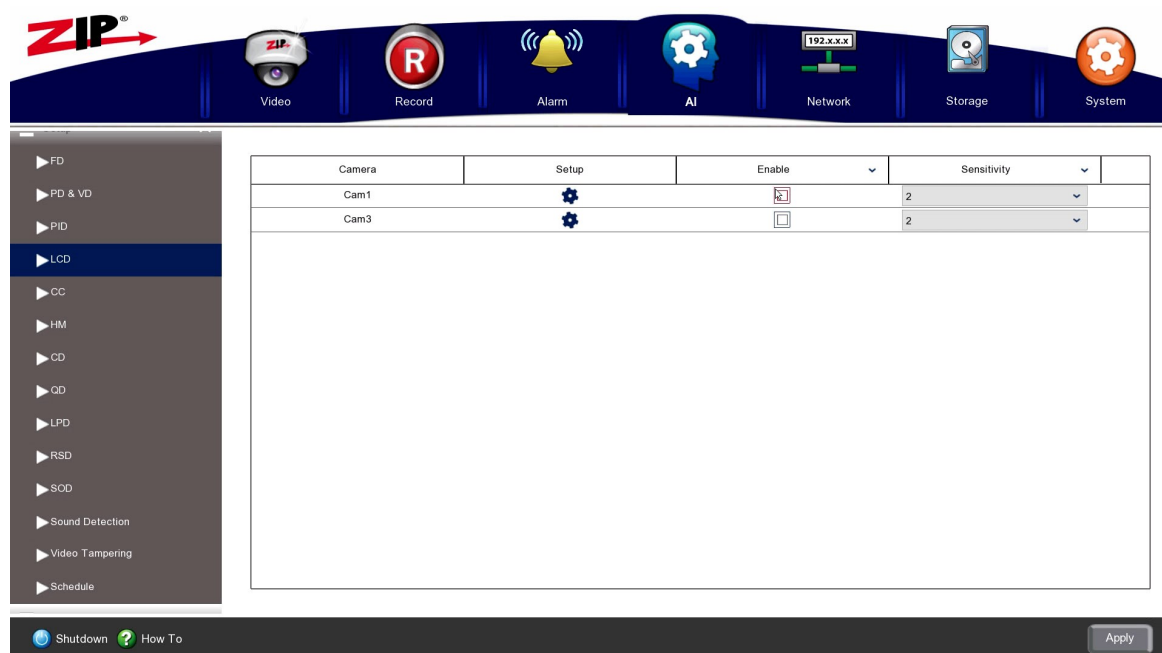 ZIP®
ZIP
R
192.x.x.x
Video
Record
Alarm
AI
Network
Storage
System
FD
PD & VD
PID
LCD
CC
HM
CD
QD
LPD
RSD
SOD
Sound Detection
Video Tampering
Schedule
Camera Setup Enable Sensitivity
Cam1 2
Cam3 2
Shutdown ? How To
Apply